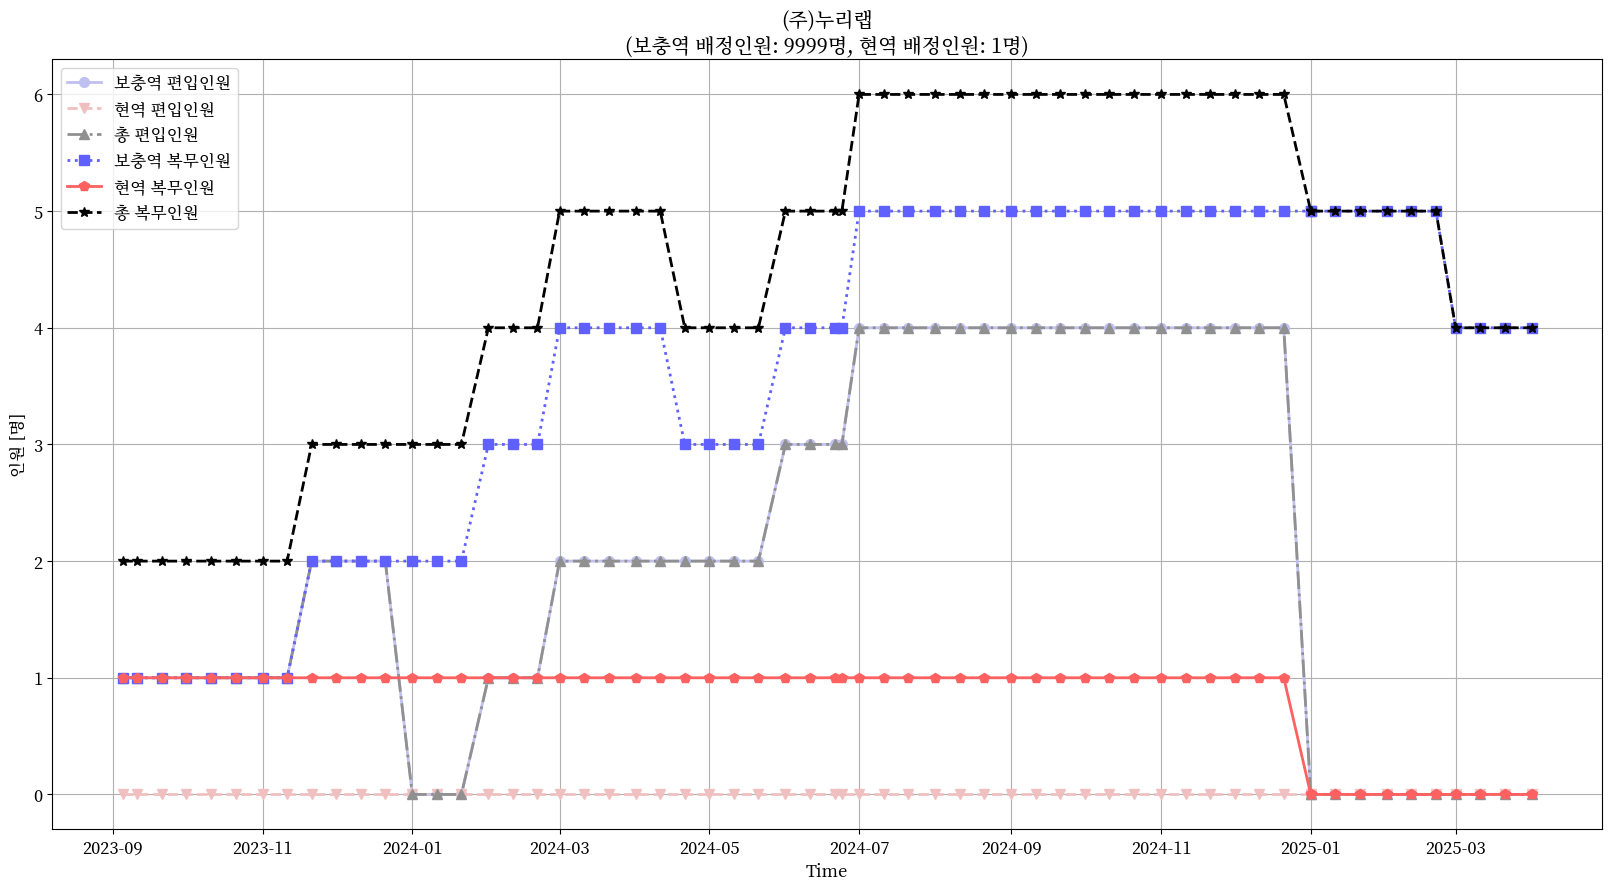 (주)누리랩
(보충역 배정인원: 9999명, 현역 배정인원: 1명)
보충역 편입인원
현역 편입인원
총 편입인원
보충역 복무인원
현역 복무인원
총 복무인원
인원 [명]
6
5
4
3
2
1
0
2023-09
2023-11
2024-01
2024-03
2024-05
2024-07
2024-09
2024-11
2025-01
2025-03
Time